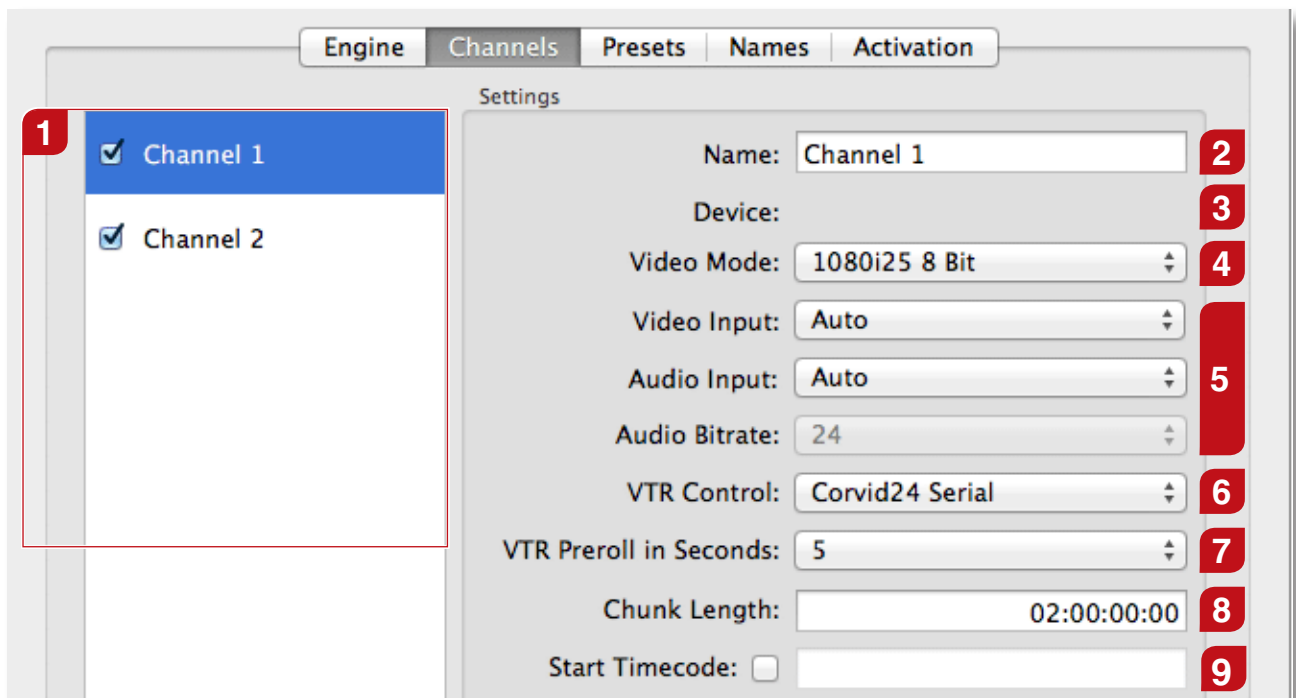 Engine Channels Presets Names Activation
Settings
1
Channel 1
Channel 2
Name: Channel 1 2
Device: 3
Video Mode: 1080i25 8 Bit 4
Video Input: Auto
Audio Input: Auto 5
Audio Bitrate: 24
VTR Control: Corvid24 Serial 6
VTR Preroll in Seconds: 5 7
Chunk Length: 02:00:00:00 8
Start Timecode: 9